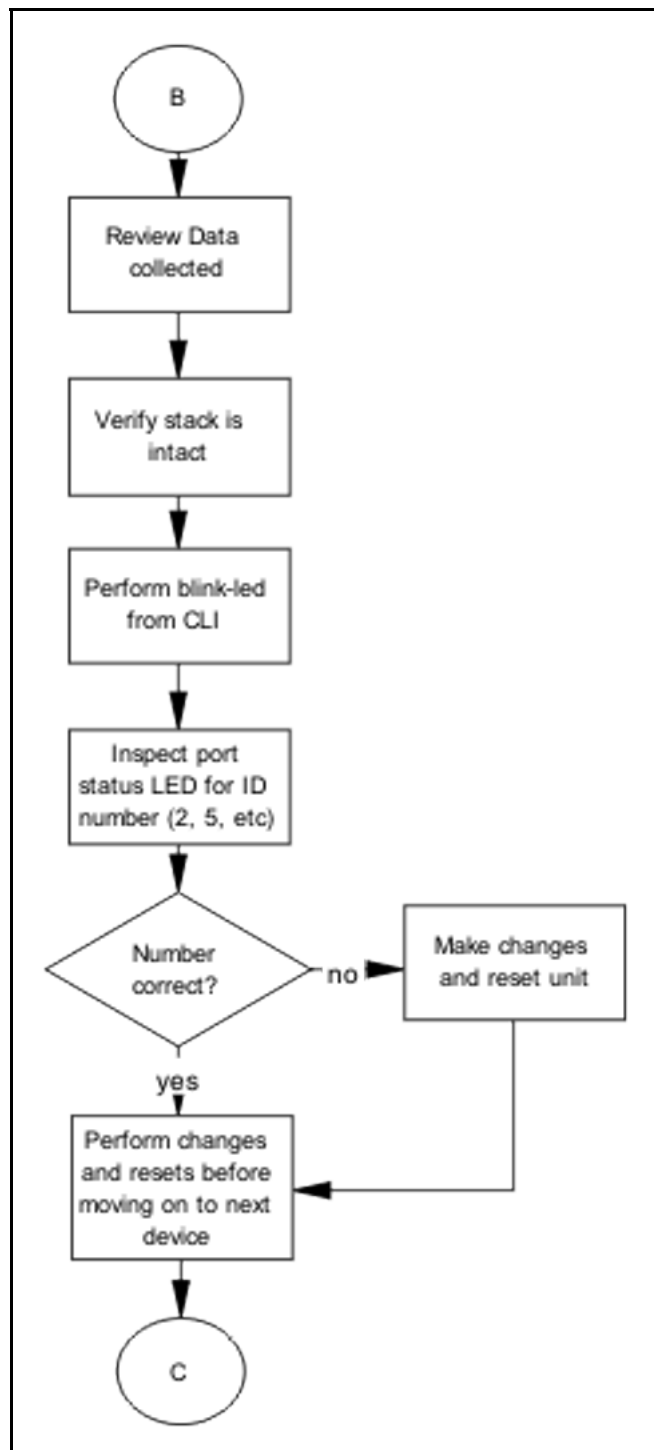 B
Review Data
collected
Verify stack is
intact
Perform blink-led
from CLI
Inspect port
status LED for ID
number (2, 5, etc)
Number
correct?
no
Make changes
and reset unit
yes
Perform changes
and resets before
moving on to next
device
C